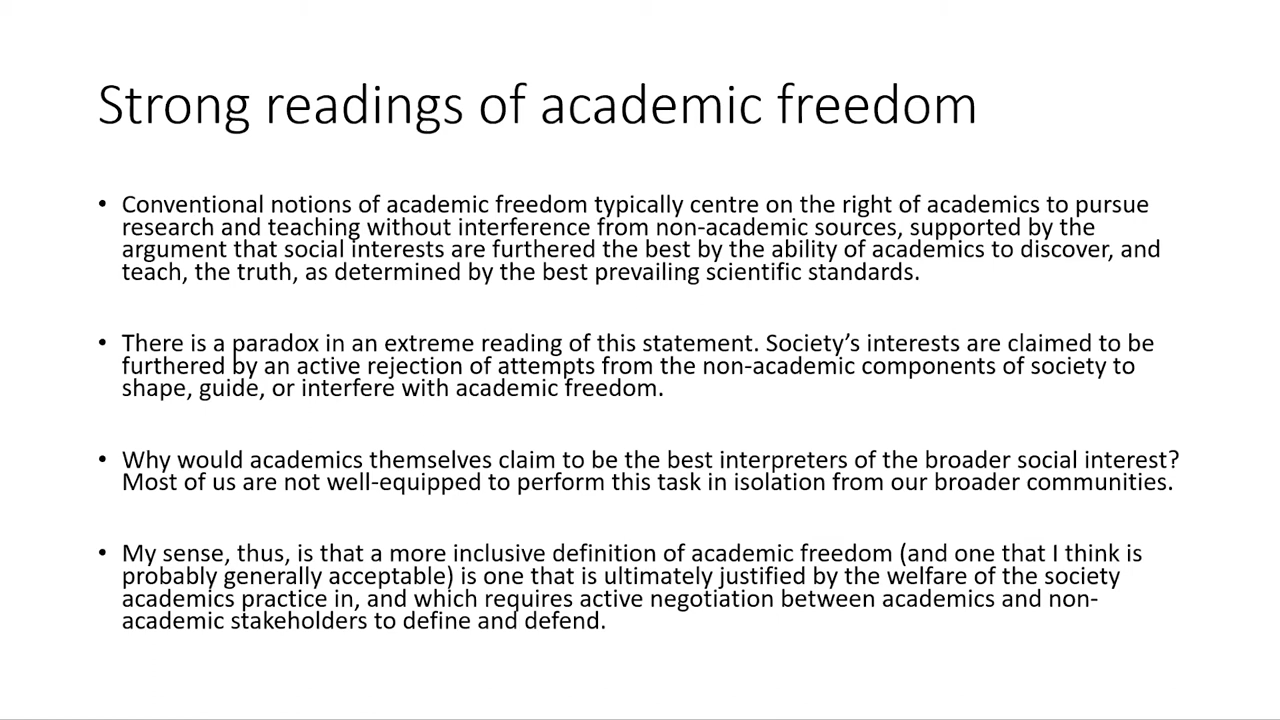 Strong readings of academic freedom
• Conventional notions of academic freedom typically centre on the right of academics to pursue
research and teaching without interference from non-academic sources, supported by the
argument that social interests are furthered the best by the ability of academics to discover, and
teach, the truth, as determined by the best prevailing scientific standards.
• There is a paradox in an extreme reading of this statement. Society’s interests are claimed to be
furthered by an active rejection of attempts from the non-academic components of society to
shape, guide, or interfere with academic freedom.
• Why would academics themselves claim to be the best interpreters of the broader social interest?
Most of us are not well-equipped to perform this task in isolation from our broader communities.
• My sense, thus, is that a more inclusive definition of academic freedom (and one that I think is
probably generally acceptable) is one that is ultimately justified by the welfare of the society
academics practice in, and which requires active negotiation between academics and non-
academic stakeholders to define and defend.